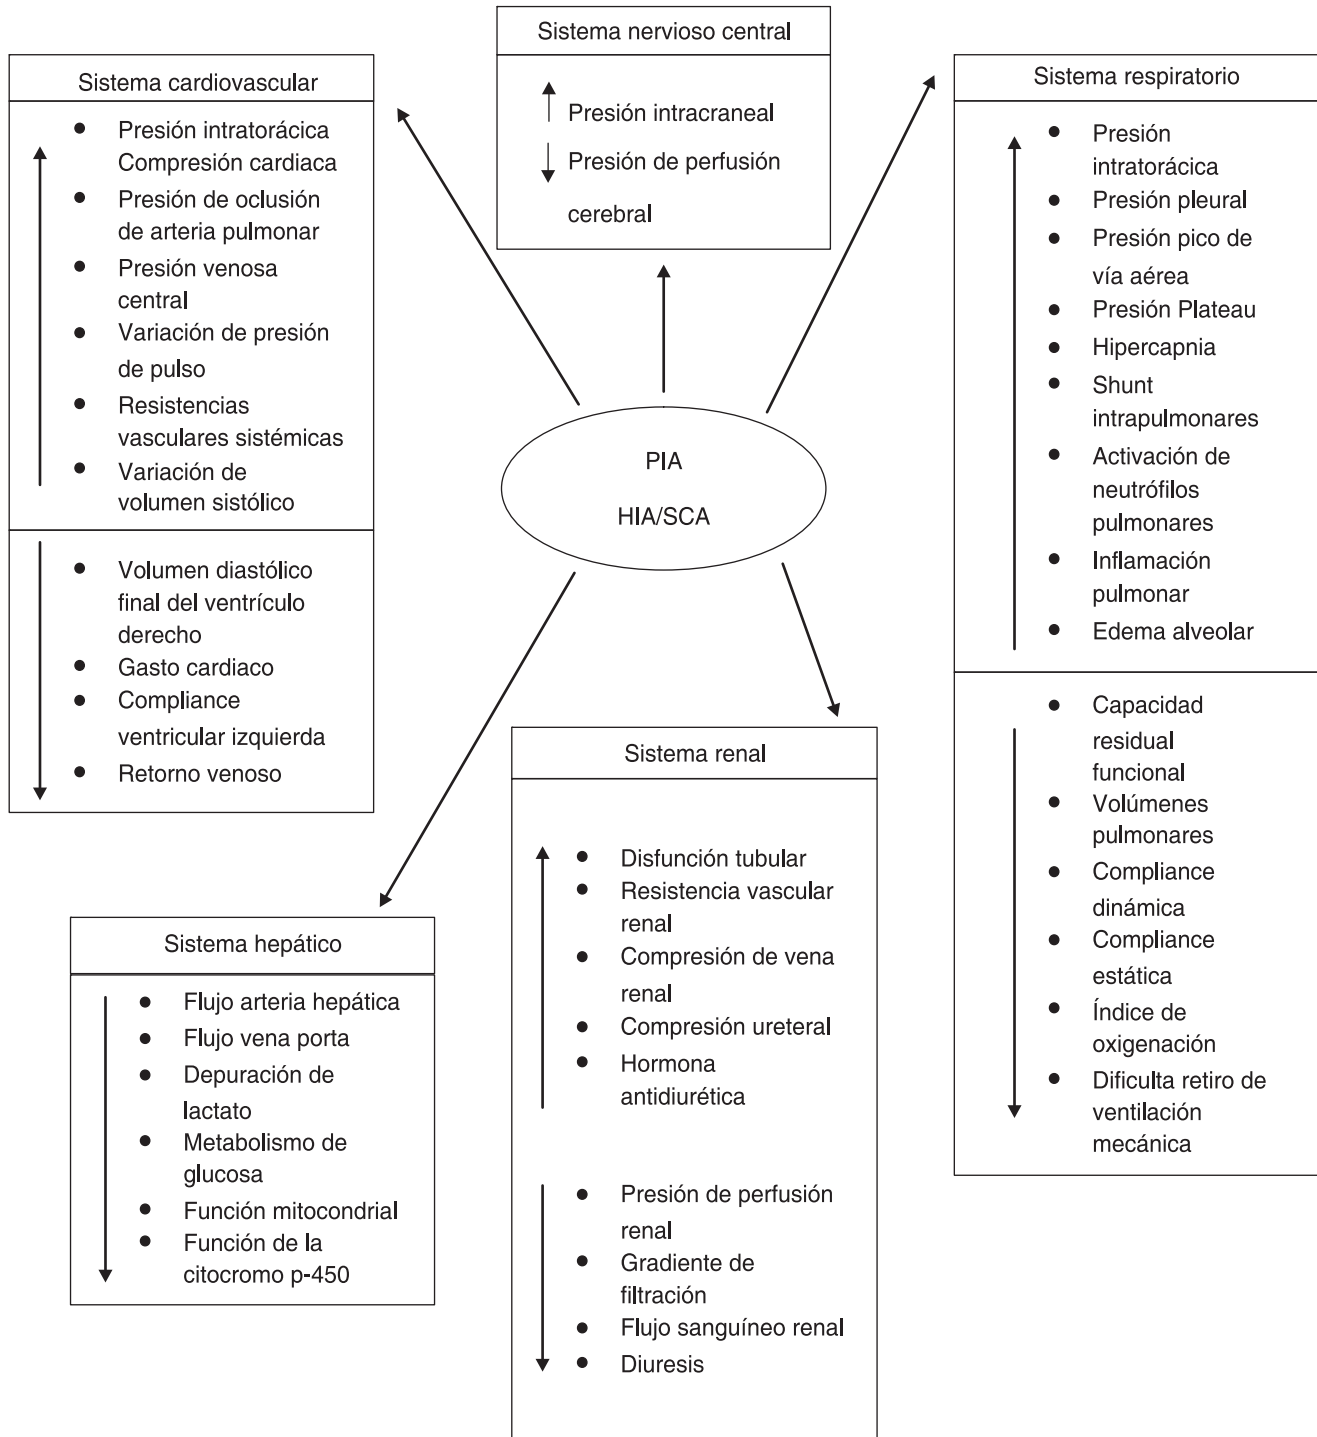 Sistema nervioso central
Presión intracraneal
Presión de perfusión
cerebral
Sistema cardiovascular
Presión intratorácica
Compresión cardiaca
Presión de oclusión
de arteria pulmonar
Presión venosa
central
Variación de presión
de pulso
Resistencias
vasculares sistémicas
Variación de
volumen sistólico
Volumen diastólico
final del ventrículo
derecho
Gasto cardiaco
Compliance
ventricular izquierda
Retorno venoso
Sistema respiratorio
Presión
intratorácica
Presión pleural
Presión pico de
vía aérea
Presión Plateau
Hipercapnia
Shunt
intrapulmonares
Activación de
neutrófilos
pulmonares
Inflamación
pulmonar
Edema alveolar
Capacidad
residual
funcional
Volúmenes
pulmonares
Compliance
dinámica
Compliance
estática
Índice de
oxigenación
Dificulta retiro de
ventilación
mecánica
PIA
HIA/SCA
Sistema hepático
Flujo arteria hepática
Flujo vena porta
Depuración de
lactato
Metabolismo de
glucosa
Función mitocondrial
Función de la
citocromo p-450
Sistema renal
Disfunción tubular
Resistencia vascular
renal
Compresión de vena
renal
Compresión ureteral
Hormona
antidiurética
Presión de perfusión
renal
Gradiente de
filtración
Flujo sanguíneo renal
Diuresis